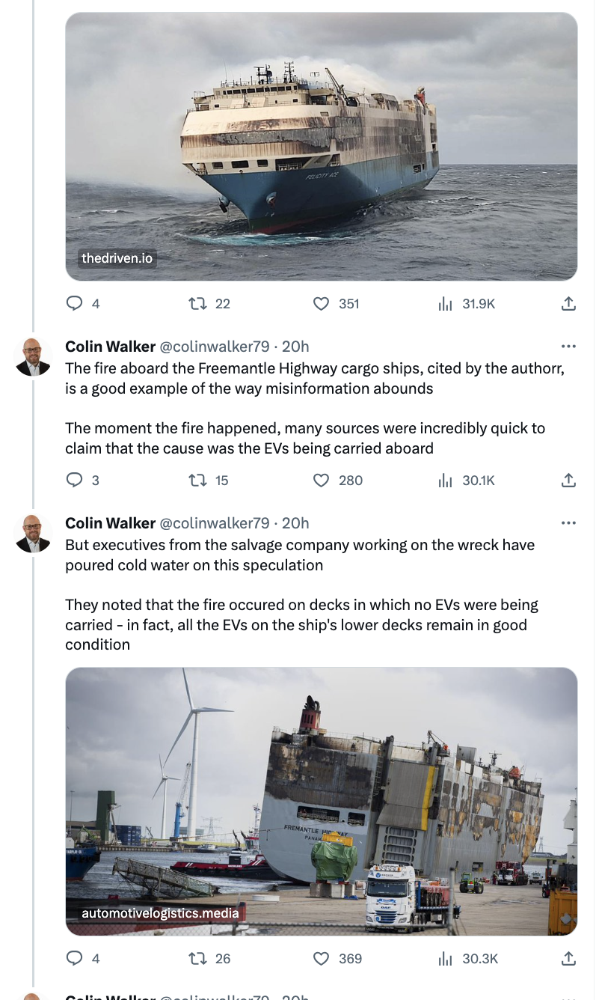 FELICITY ACE
thedriven.io
4 22 351 31.9K
Colin Walker @colinwalker79 · 20h
The fire aboard the Freemantle Highway cargo ships, cited by the authorr,
is a good example of the way misinformation abounds
The moment the fire happened, many sources were incredibly quick to
claim that the cause was the EVs being carried aboard
3 15 280 30.1K
Colin Walker @colinwalker79 · 20h
But executives from the salvage company working on the wreck have
poured cold water on this speculation
They noted that the fire occured on decks in which no EVs were being
carried - in fact, all the EVs on the ship's lower decks remain in good
condition
FREMANTLE HIGHWAY
DAF
automotivelogistics.media
4 26 369 30.3K
Colin Walker @colinwalker79 · 20h